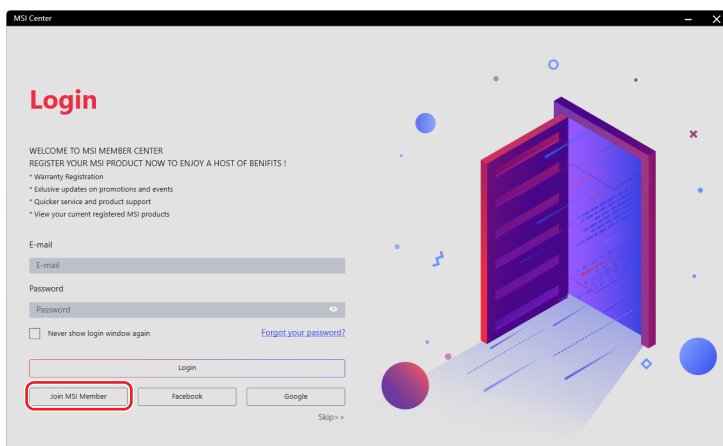 MSI Center
Login
WELCOME TO MSI MEMBER CENTER
REGISTER YOUR MSI PRODUCT NOW TO ENJOY A HOST OF BENIFITS !
* Warranty Registration
* Exlusive updates on promotions and events
* Quicker service and product support
* View your current registered MSI products
E-mail
E-mail
Password
Password
Never show login window again
Forgot your password?
Login
Join MSI Member
Facebook
Google
Skip>>